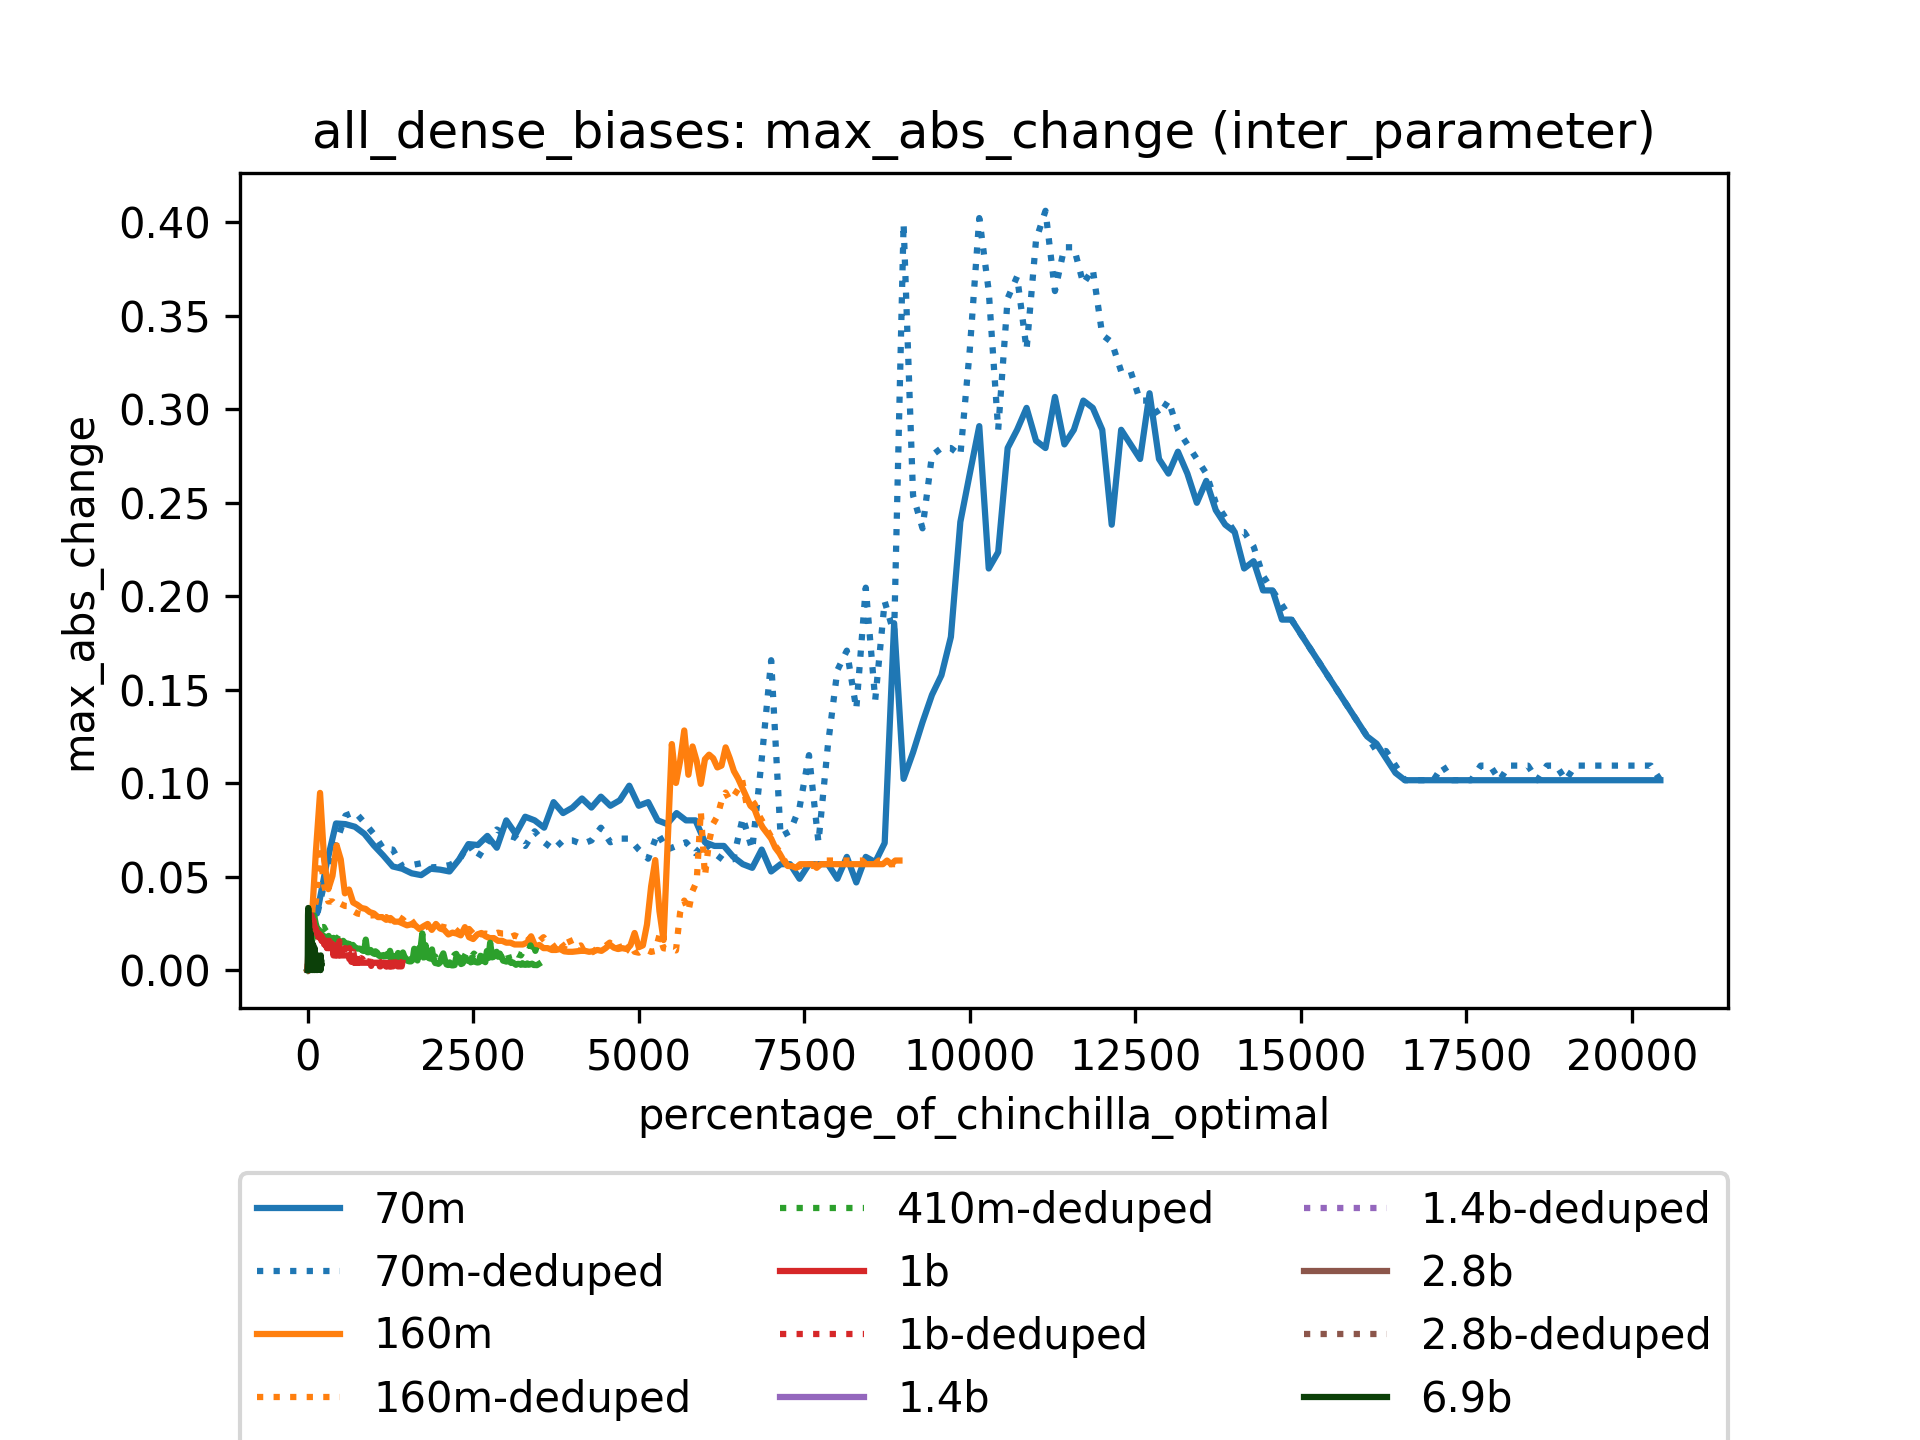 all_dense_biases: max_abs_change (inter_parameter)
max_abs_change
0.40
0.35
0.30
0.25
0.20
0.15
0.10
0.05
0.00
0 2500 5000 7500 10000 12500 15000 17500 20000
percentage_of_chinchilla_optimal
70m 410m-deduped 1.4b-deduped
70m-deduped 1b 2.8b
160m 1b-deduped 2.8b-deduped
160m-deduped 1.4b 6.9b